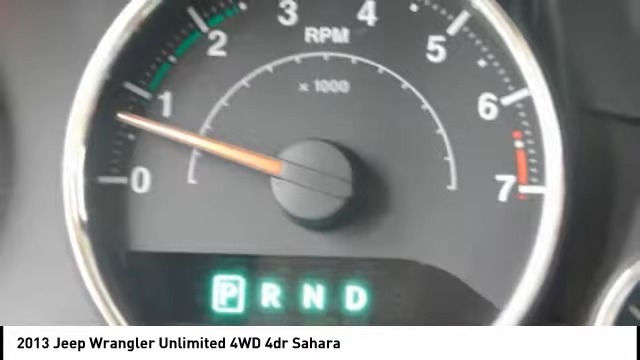 3 4
2 RPM 5
x 1000
1 6
0 7
P R N D
2013 Jeep Wrangler Unlimited 4WD 4dr Sahara